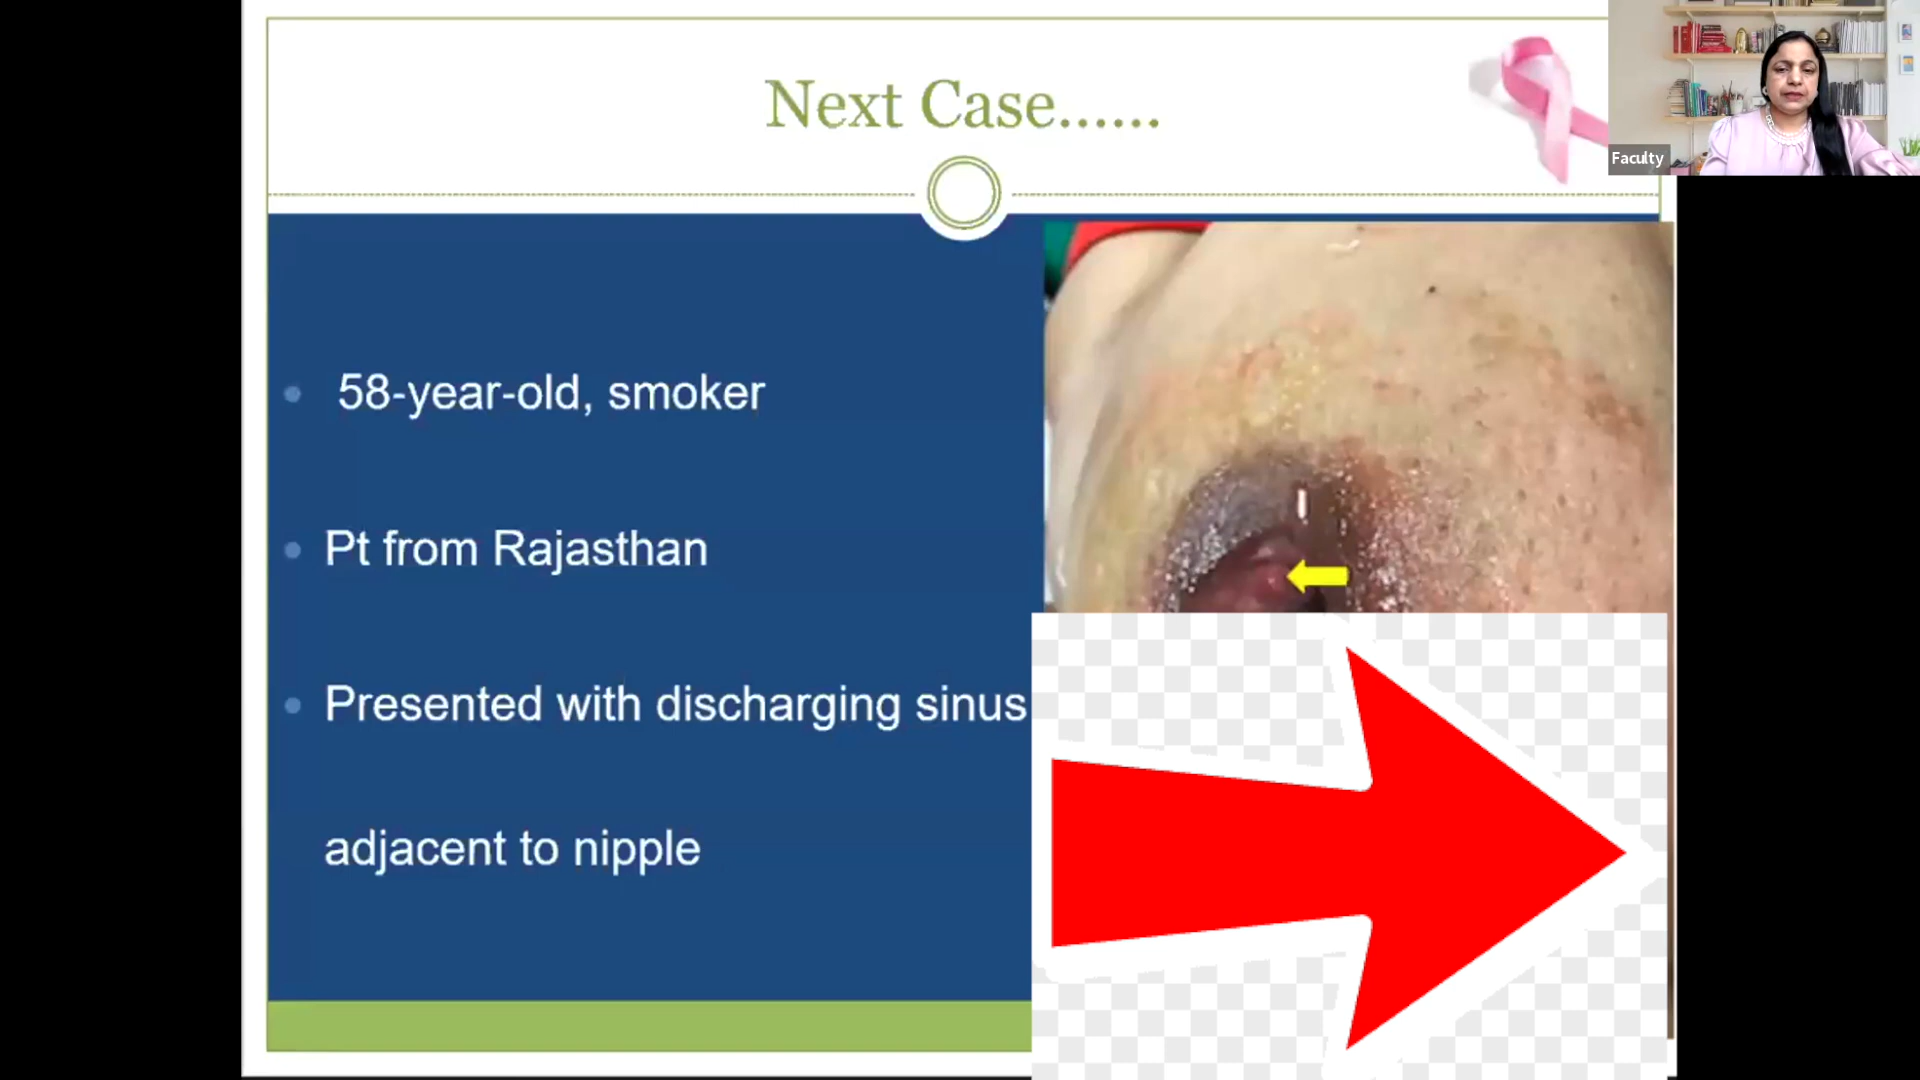 Next Case......
Faculty
58-year-old, smoker
Pt from Rajasthan
Presented with discharging sinus
adjacent to nipple